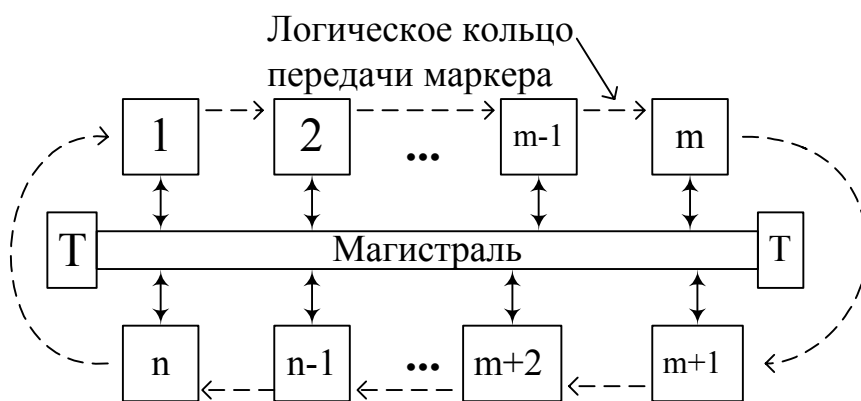 Логическое кольцо
передачи маркера
1 2 ... m-1 m
Т Магистраль Т
n n-1 ... m+2 m+1